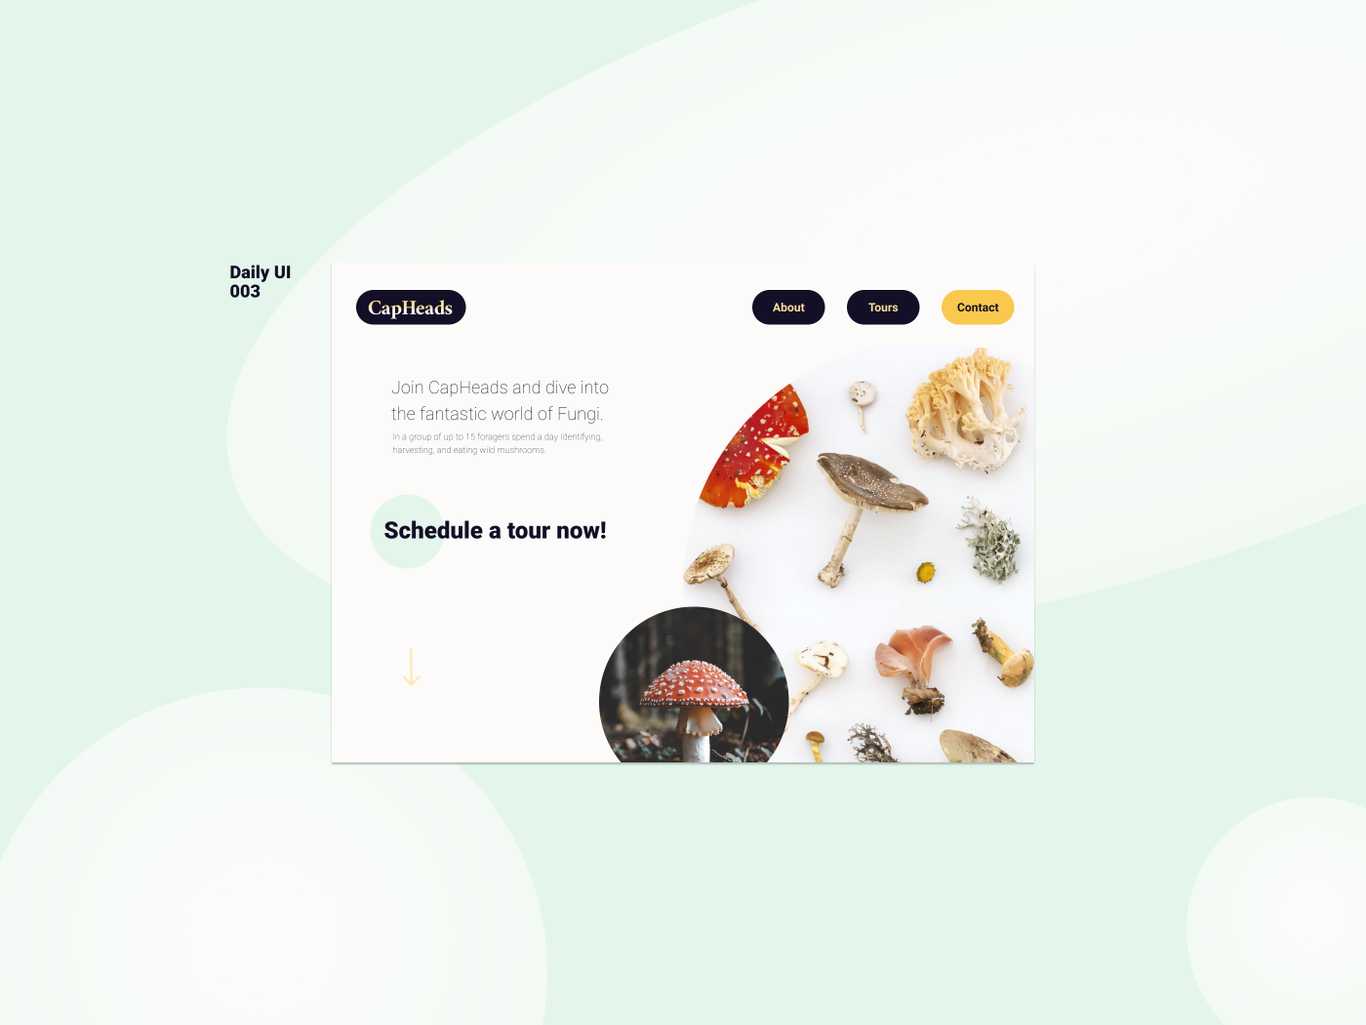 Daily UI
003
CapHeads
About
Tours
Contact
Join CapHeads and dive into
the fantastic world of Fungi.
In a group of up to 15 foragers spend a day identifying,
harvesting, and eating wild mushrooms.
Schedule a tour now!